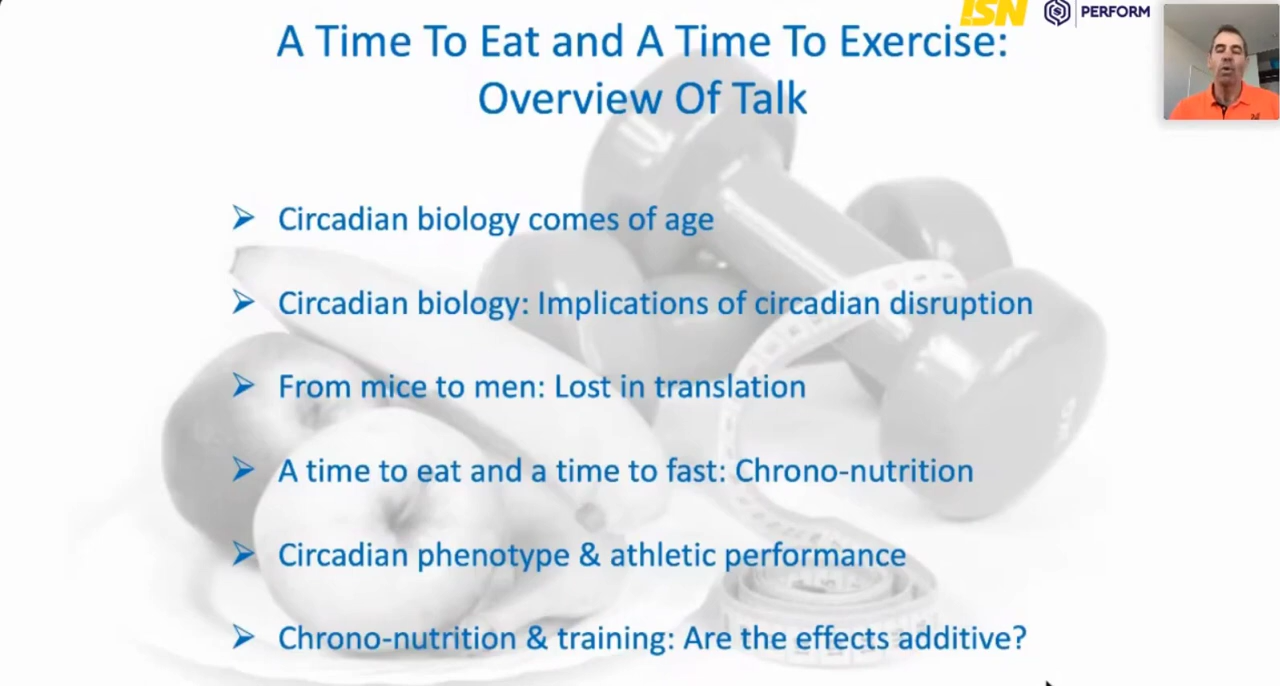 ISN
PERFORM
A Time To Eat and A Time To Exercise:
Overview Of Talk
Circadian biology comes of age
Circadian biology: Implications of circadian disruption
From mice to men: Lost in translation
A time to eat and a time to fast: Chrono-nutrition
Circadian phenotype & athletic performance
Chrono-nutrition & training: Are the effects additive?